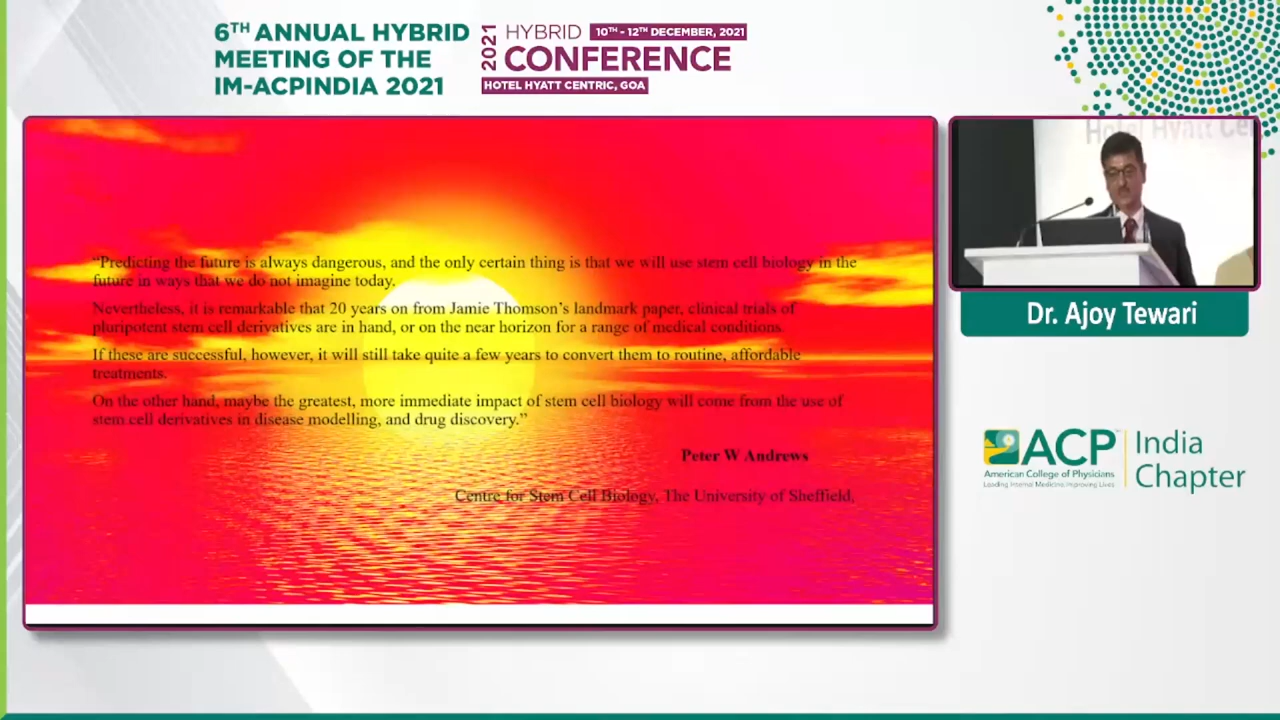 6TH ANNUAL HYBRID
MEETING OF THE
IM-ACPINDIA 2021
2021
HYBRID 10TH - 12TH DECEMBER, 2021
CONFERENCE
HOTEL HYATT CENTRIC, GOA
“Predicting the future is always dangerous, and the only certain thing is that we will use stem cell biology in the
future in ways that we do not imagine today.
Nevertheless, it is remarkable that 20 years on from Jamie Thomson’s landmark paper, clinical trials of
pluripotent stem cell derivatives are in hand, or on the near horizon for a range of medical conditions.
If these are successful, however, it will still take quite a few years to convert them to routine, affordable
treatments.
On the other hand, maybe the greatest, more immediate impact of stem cell biology will come from the use of
stem cell derivatives in disease modelling, and drug discovery.”
Peter W Andrews
Centre for Stem Cell Biology, The University of Sheffield,
Hotel Hyatt Cen
Dr. Ajoy Tewari
ACP
American College of Physicians
Leading Internal Medicine, Improving Lives
India
Chapter